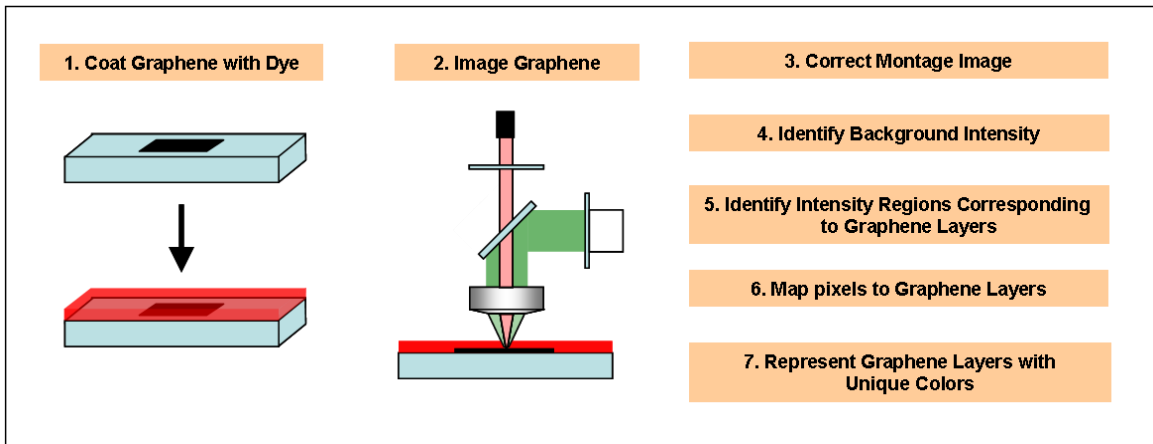 1. Coat Graphene with Dye
2. Image Graphene
3. Correct Montage Image
4. Identify Background Intensity
5. Identify Intensity Regions Corresponding
to Graphene Layers
6. Map pixels to Graphene Layers
7. Represent Graphene Layers with
Unique Colors